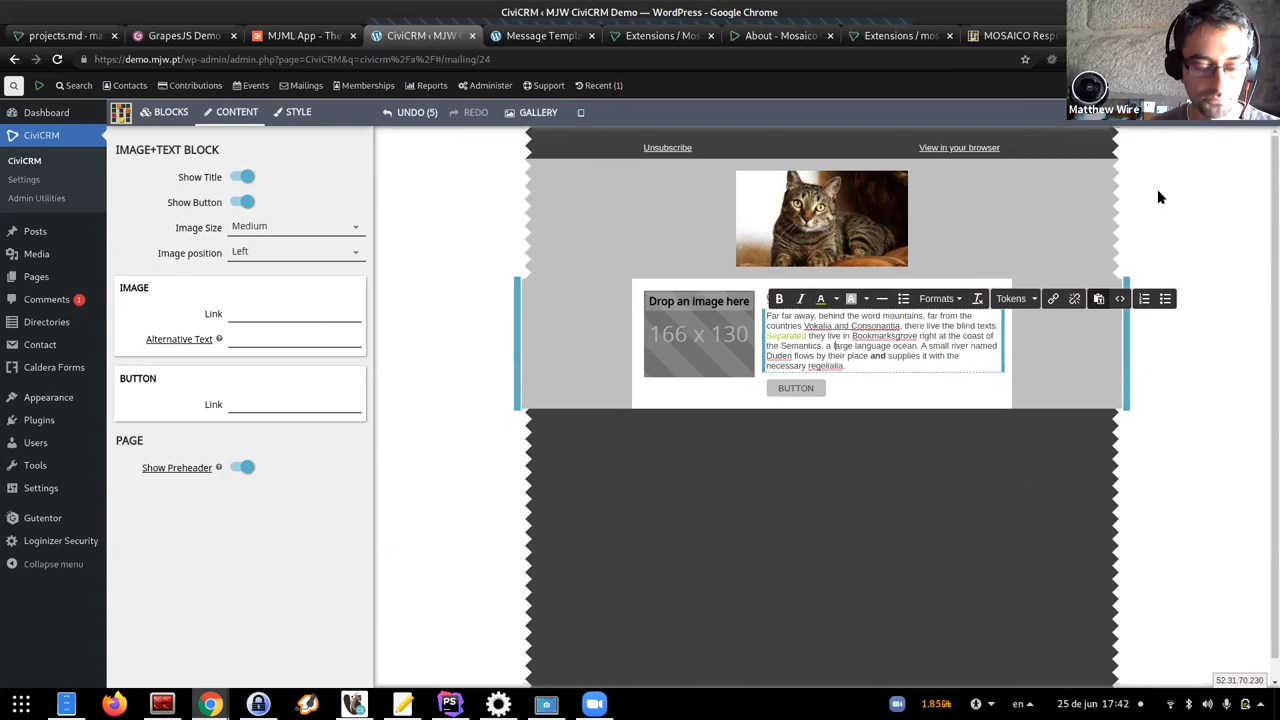 CiviCRM ‹ MJW CiviCRM Demo — WordPress - Google Chrome
projects.md - ma
GrapesJS Demo
MJML App - The
CiviCRM ‹ MJW C
Message Templ
Extensions / Mo
About - Mosaico
Extensions / mos
MOSAICO Respo
https://demo.mjw.pt/wp-admin/admin.php?page=CiviCRM&q=civicrm%2Fa%2F#/mailing/24
Search
Contacts
Contributions
Events
Mailings
Memberships
Reports
Administer
Support
Recent (1)
Matthew Wire
Dashboard
CiviCRM
CiviCRM
Settings
Admin Utilities
Posts
Media
Pages
Comments 1
Directories
Contact
Caldera Forms
Appearance
Plugins
Users
Tools
Settings
Gutentor
Loginizer Security
Collapse menu
BLOCKS
CONTENT
STYLE
UNDO (5)
REDO
GALLERY
IMAGE+TEXT BLOCK
Show Title
Show Button
Image Size Medium
Image position Left
IMAGE
Link
Alternative Text ?
BUTTON
Link
PAGE
Show Preheader ?
Unsubscribe
View in your browser
Drop an image here
166 x 130
B I A A Formats Tokens
Far far away, behind the word mountains, far from the
countries Vokalia and Consonantia, there live the blind texts.
Separated they live in Bookmarksgrove right at the coast of
the Semantics, a large language ocean. A small river named
Duden flows by their place and supplies it with the
necessary regelialia.
BUTTON
52.31.70.230
PS
1.85GHz
en
25 de jun 17:42